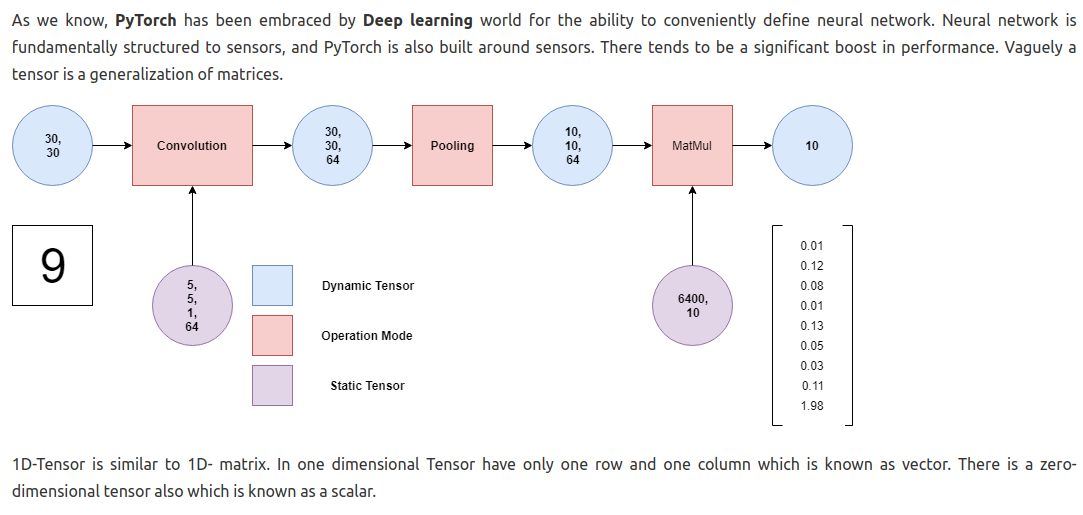 As we know, PyTorch has been embraced by Deep learning world for the ability to conveniently define neural network. Neural network is
fundamentally structured to sensors, and PyTorch is also built around sensors. There tends to be a significant boost in performance. Vaguely a
tensor is a generalization of matrices.
30,
30
Convolution
30,
30,
64
Pooling
10,
10,
64
MatMul
10
9
5,
5,
1,
64
Dynamic Tensor
Operation Mode
Static Tensor
6400,
10
0.01
0.12
0.08
0.01
0.13
0.05
0.03
0.11
1.98
1D-Tensor is similar to 1D- matrix. In one dimensional Tensor have only one row and one column which is known as vector. There is a zero-
dimensional tensor also which is known as a scalar.